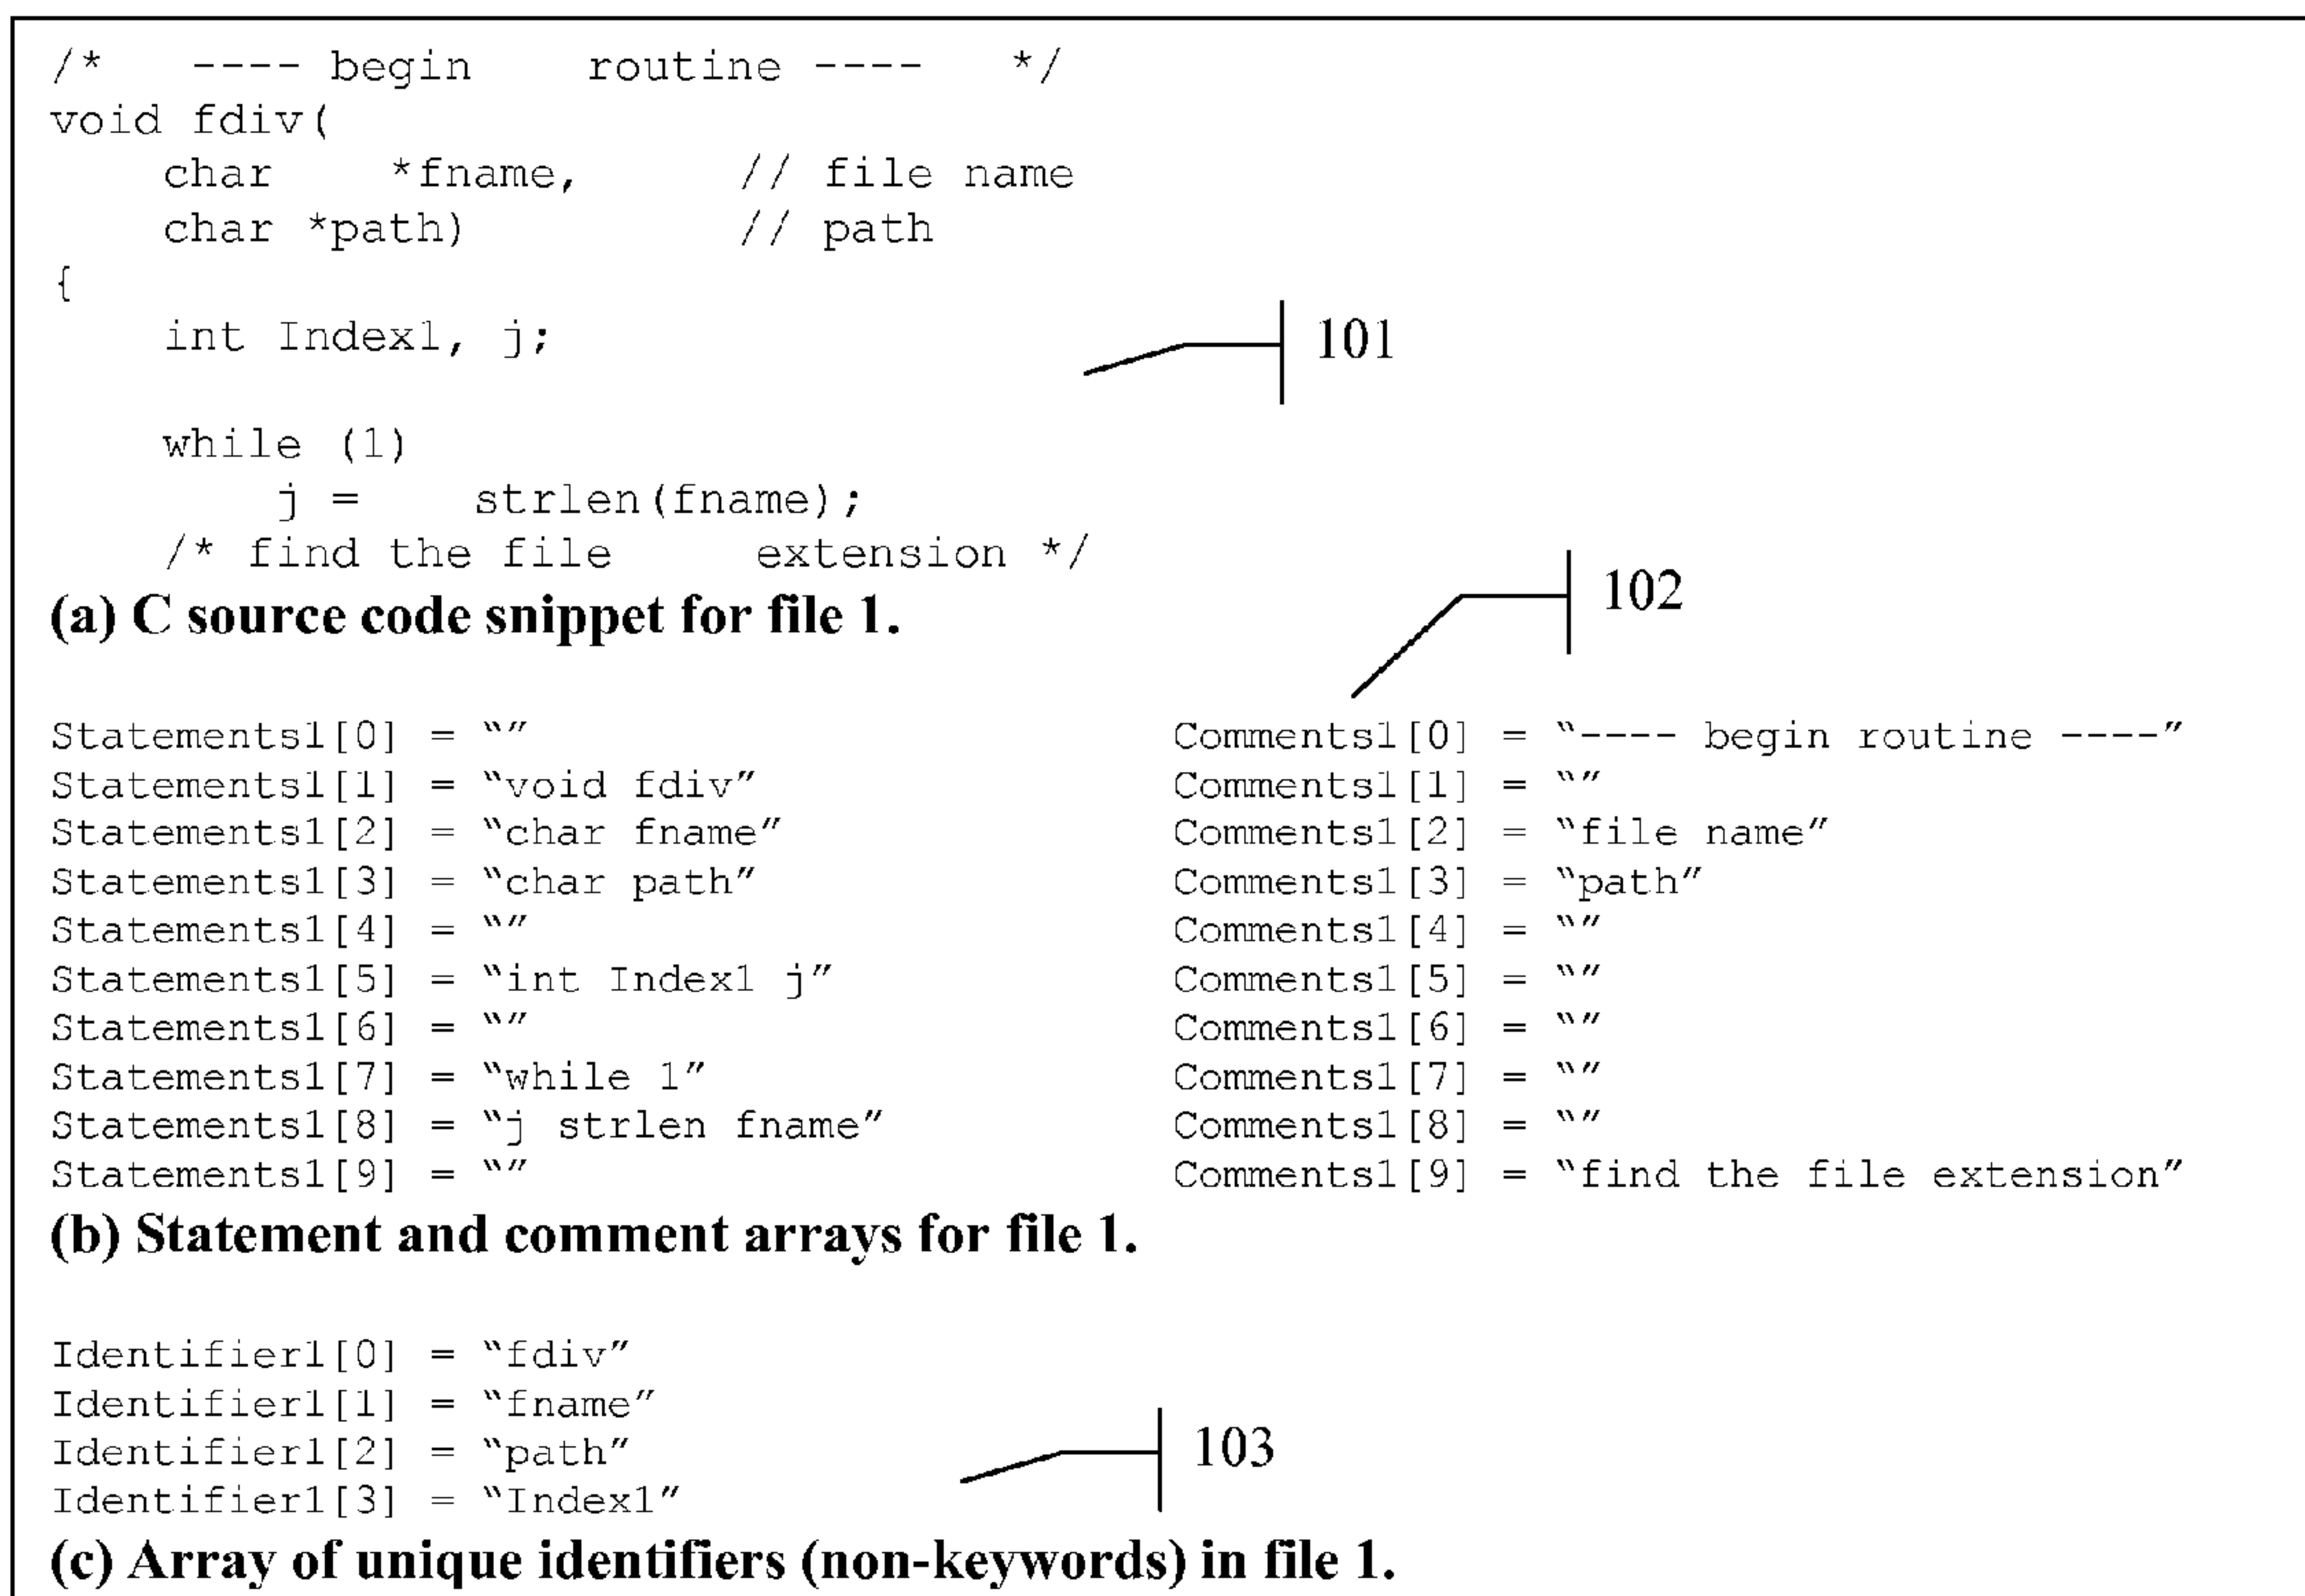 /*   ---- begin    routine ----   */
void fdiv(
    char    *fname,      // file name
    char *path)          // path
{
    int Index1, j;
101
    while (1)
        j =    strlen(fname);
    /* find the file     extension */
102
(a) C source code snippet for file 1.
Statements1[0] = “”    Comments1[0] = “---- begin routine ----”
Statements1[1] = “void fdiv”    Comments1[1] = “”
Statements1[2] = “char fname”    Comments1[2] = “file name”
Statements1[3] = “char path”    Comments1[3] = “path”
Statements1[4] = “”    Comments1[4] = “”
Statements1[5] = “int Index1 j”    Comments1[5] = “”
Statements1[6] = “”    Comments1[6] = “”
Statements1[7] = “while 1”    Comments1[7] = “”
Statements1[8] = “j strlen fname”    Comments1[8] = “”
Statements1[9] = “”    Comments1[9] = “find the file extension”
(b) Statement and comment arrays for file 1.
Identifier1[0] = “fdiv”
Identifier1[1] = “fname”
Identifier1[2] = “path”
103
Identifier1[3] = “Index1”
(c) Array of unique identifiers (non-keywords) in file 1.